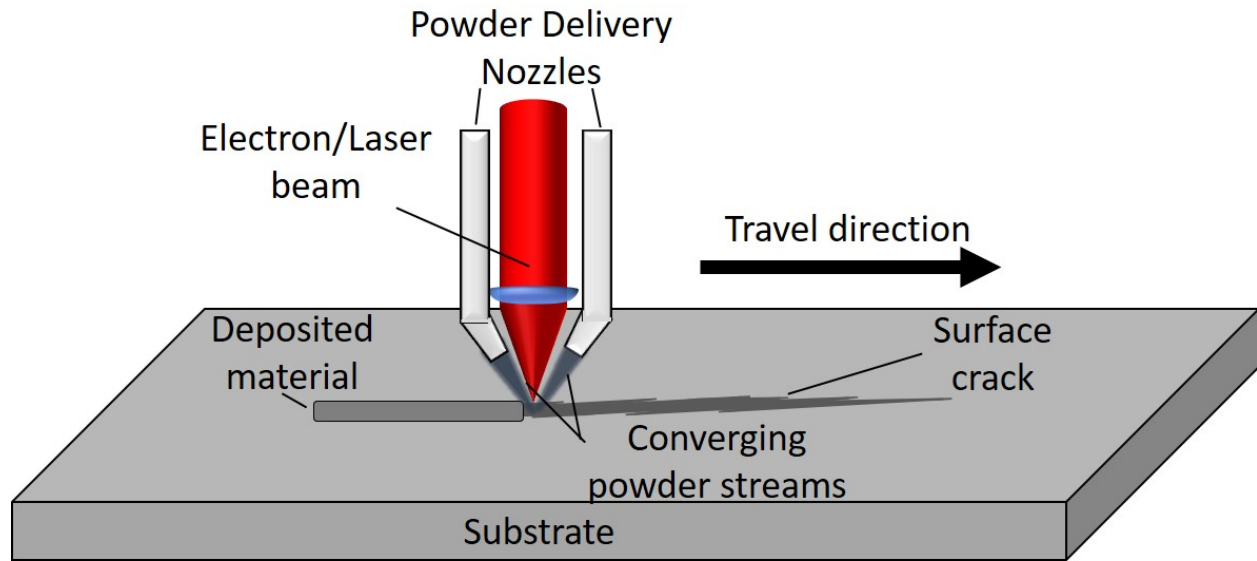 Powder Delivery
Nozzles
Electron/Laser
beam
Travel direction
Deposited
material
Surface
crack
Converging
powder streams
Substrate